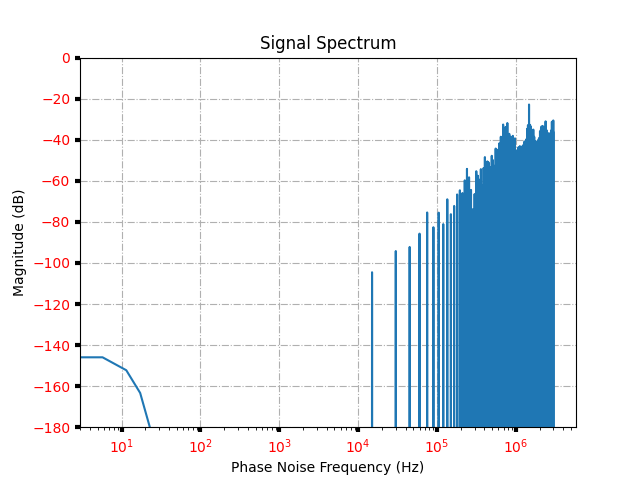 Signal Spectrum
Magnitude (dB)
0
−20
−40
−60
−80
−100
−120
−140
−160
−180
10¹ 10² 10³ 10⁴ 10⁵ 10⁶
Phase Noise Frequency (Hz)